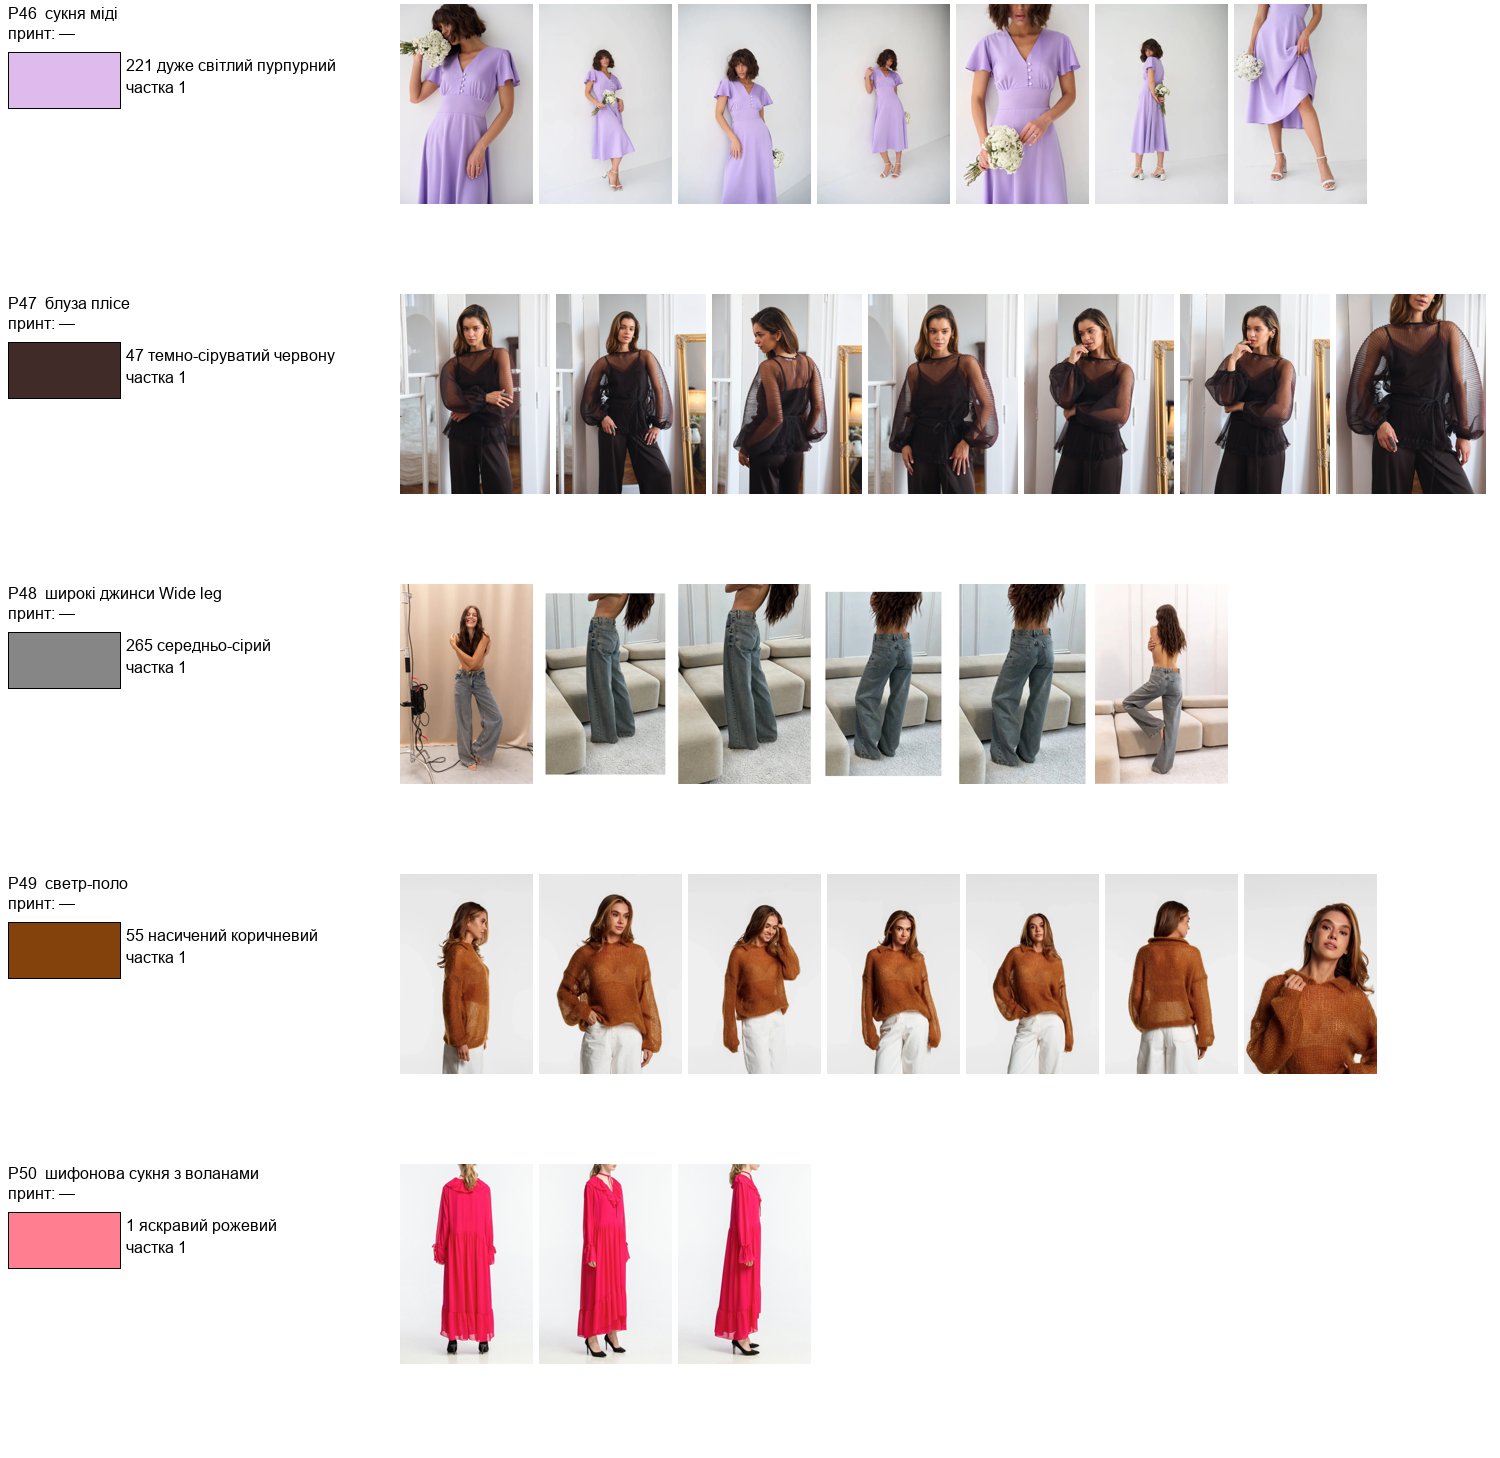 P46 сукня міді
принт: —
221 дуже світлий пурпурний
частка 1
P47 блуза плісе
принт: —
47 темно-сіруватий червону
частка 1
P48 широкі джинси Wide leg
принт: —
265 середньо-сірий
частка 1
P49 светр-поло
принт: —
55 насичений коричневий
частка 1
P50 шифонова сукня з воланами
принт: —
1 яскравий рожевий
частка 1